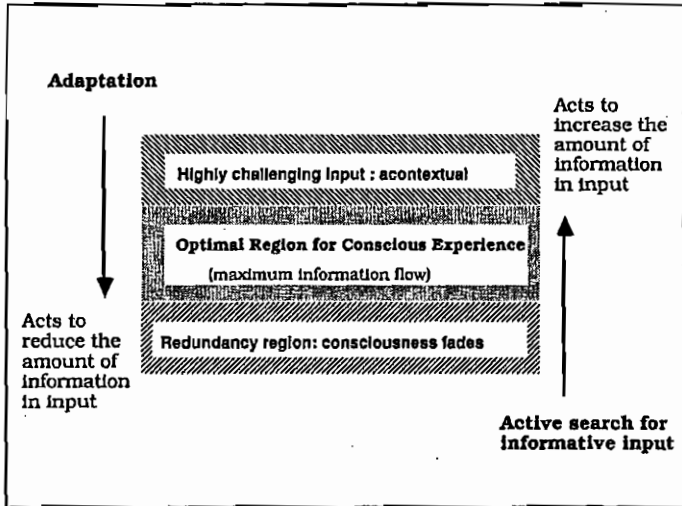 Adaptation
Acts to
increase the
amount of
information
in input
Highly challenging input : acontextual
Optimal Region for Conscious Experience
(maximum information flow)
Redundancy region: consciousness fades
Acts to
reduce the
amount of
information
in input
Active search for
informative input